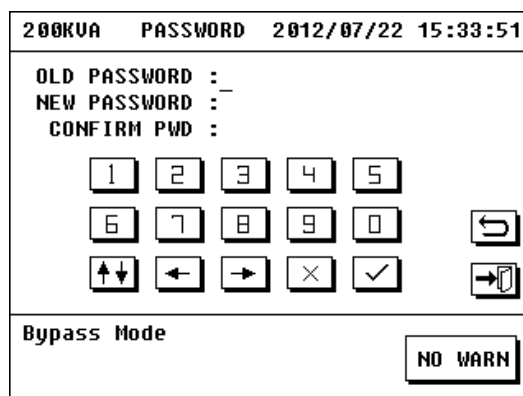 200KVA PASSWORD 2012/07/22 15:33:51
OLD PASSWORD :_
NEW PASSWORD :
CONFIRM PWD :
1 2 3 4 5
6 7 8 9 0
Bypass Mode
NO WARN